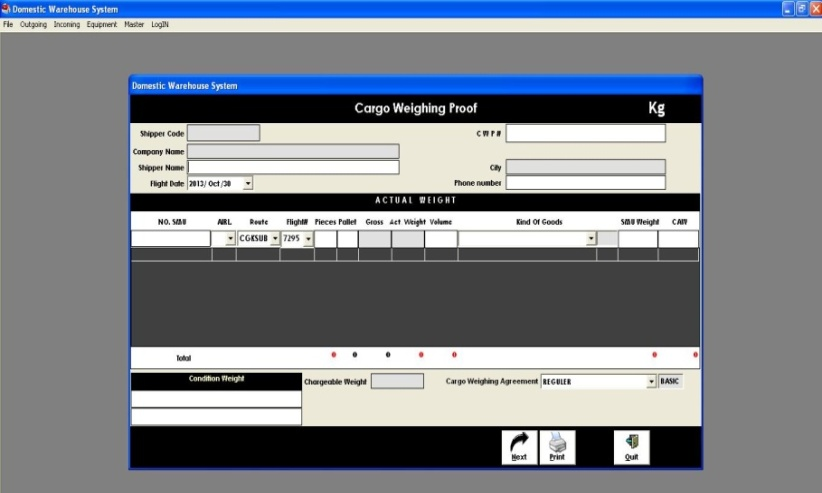 Domestic Warehouse System
File Outgoing Incoming Equipment Master LogIN
Domestic Warehouse System
Cargo Weighing Proof Kg
Shipper Code C W P #
Company Name
Shipper Name City
Flight Date 2013/ Oct /30 Phone number
ACTUAL WEIGHT
NO. SMU AIRL Route Flight# Pieces Pallet Gross Act. Weight Volume Kind Of Goods SMU Weight CAW
CGKSUB 7295
Total 0 0 0 0 0 0 0
Condition Weight Chargeable Weight Cargo Weighing Agreement REGULER BASIC
Next Print Quit